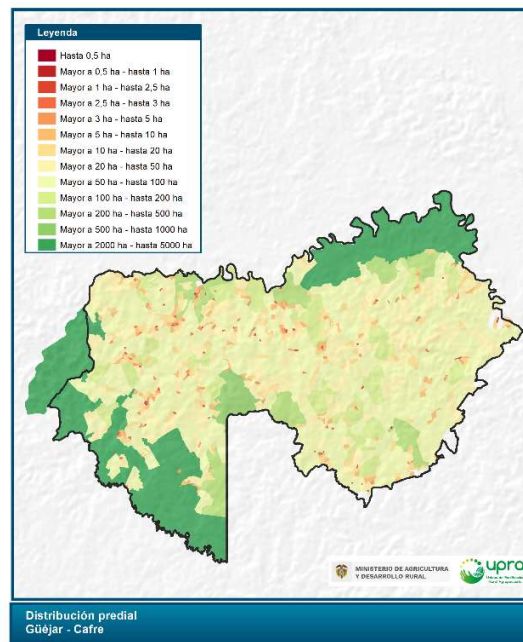 Leyenda
Hasta 0,5 ha
Mayor a 0,5 ha - hasta 1 ha
Mayor a 1 ha - hasta 2,5 ha
Mayor a 2,5 ha - hasta 3 ha
Mayor a 3 ha - hasta 5 ha
Mayor a 5 ha - hasta 10 ha
Mayor a 10 ha - hasta 20 ha
Mayor a 20 ha - hasta 50 ha
Mayor a 50 ha - hasta 100 ha
Mayor a 100 ha - hasta 200 ha
Mayor a 200 ha - hasta 500 ha
Mayor a 500 ha - hasta 1000 ha
Mayor a 2000 ha - hasta 5000 ha
MINISTERIO DE AGRICULTURA
Y DESARROLLO RURAL
upra
Distribución predial
Güéjar - Cafre